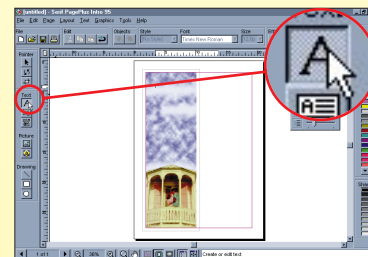 [untitled] - Serif PagePlus Intro 95
File Edit Page Layout Text Graphics Tools Help
File Edit Objects Style Font Size
Times New Roman
Pointer
Text
A
Picture
Drawing
1 of 1 36% Create or edit text